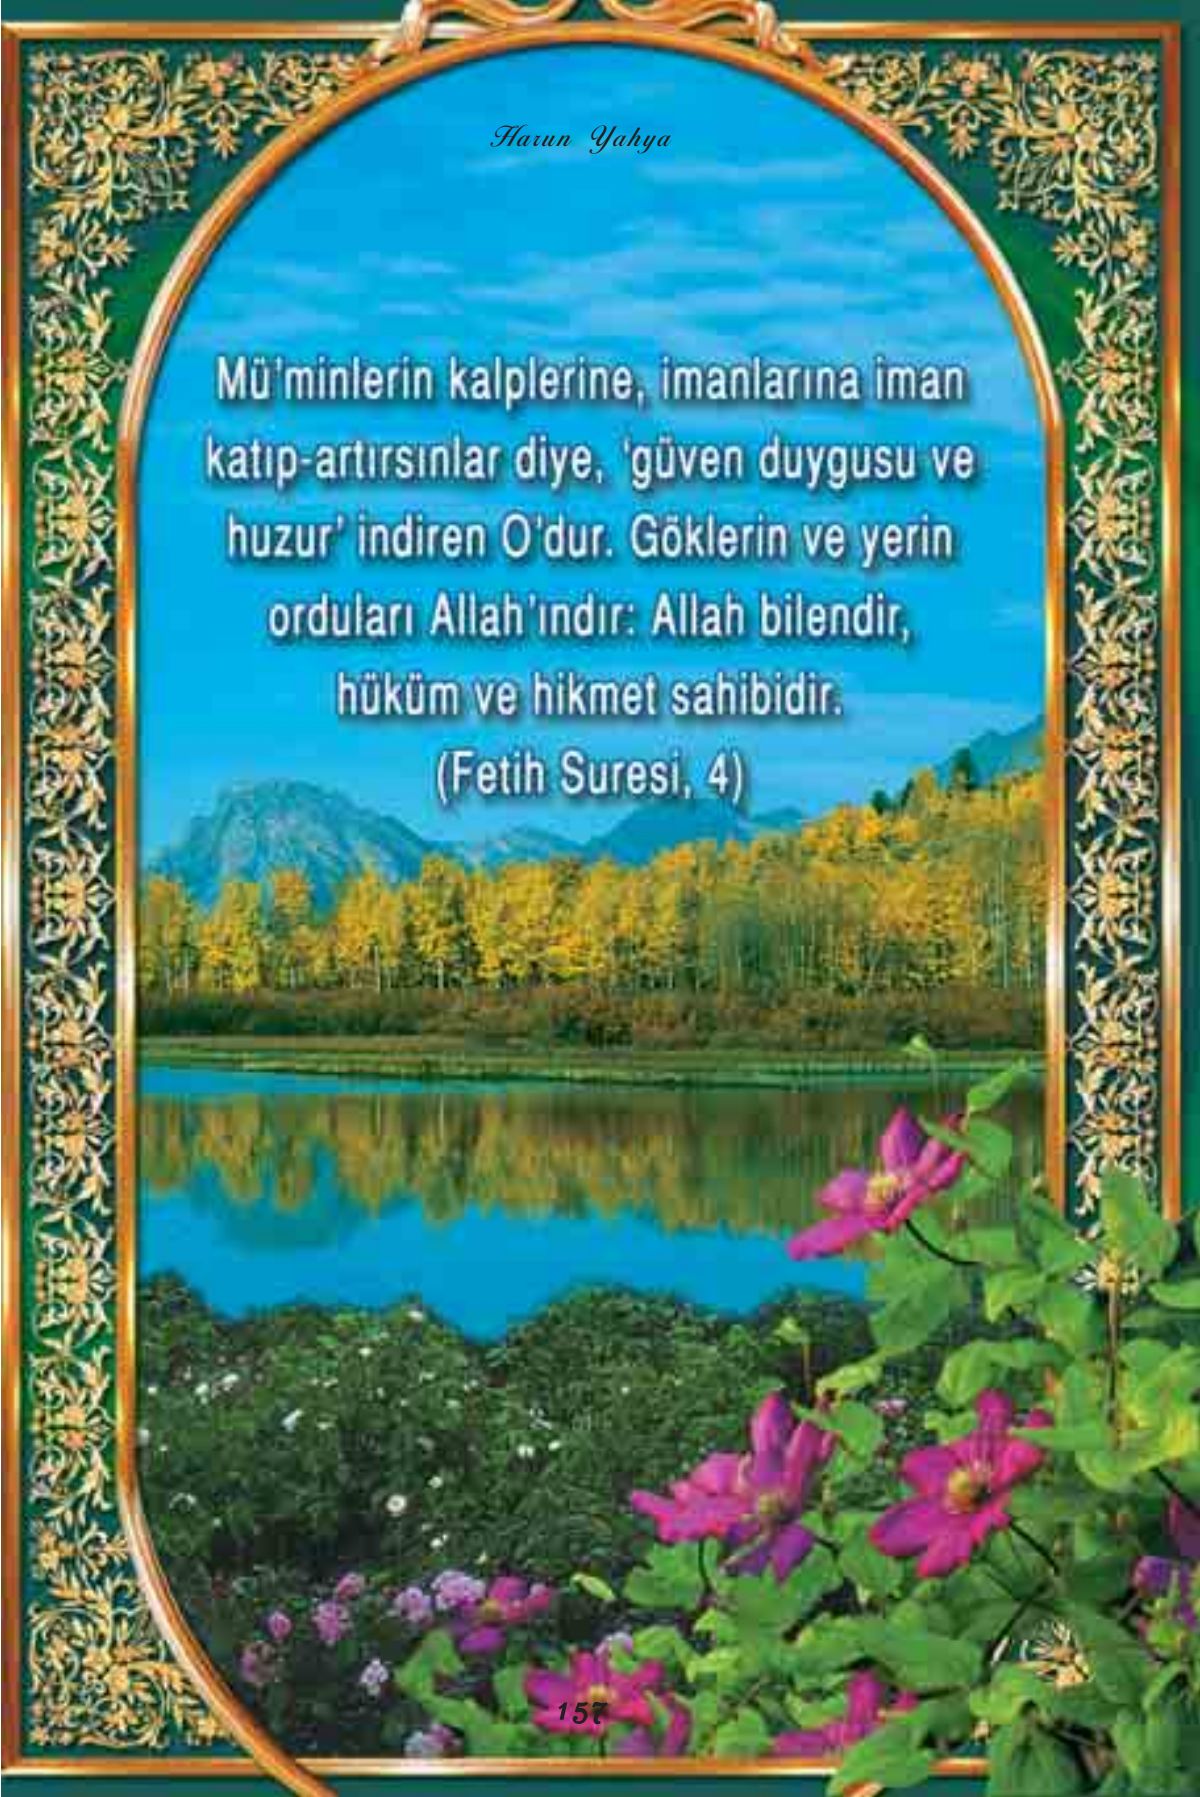 Harun Yahya
Mü'minlerin kalplerine, imanlarına iman
katıp-artırsınlar diye, 'güven duygusu ve
huzur' indiren O'dur. Göklerin ve yerin
orduları Allah'ındır: Allah bilendir,
hüküm ve hikmet sahibidir.
(Fetih Suresi, 4)
157